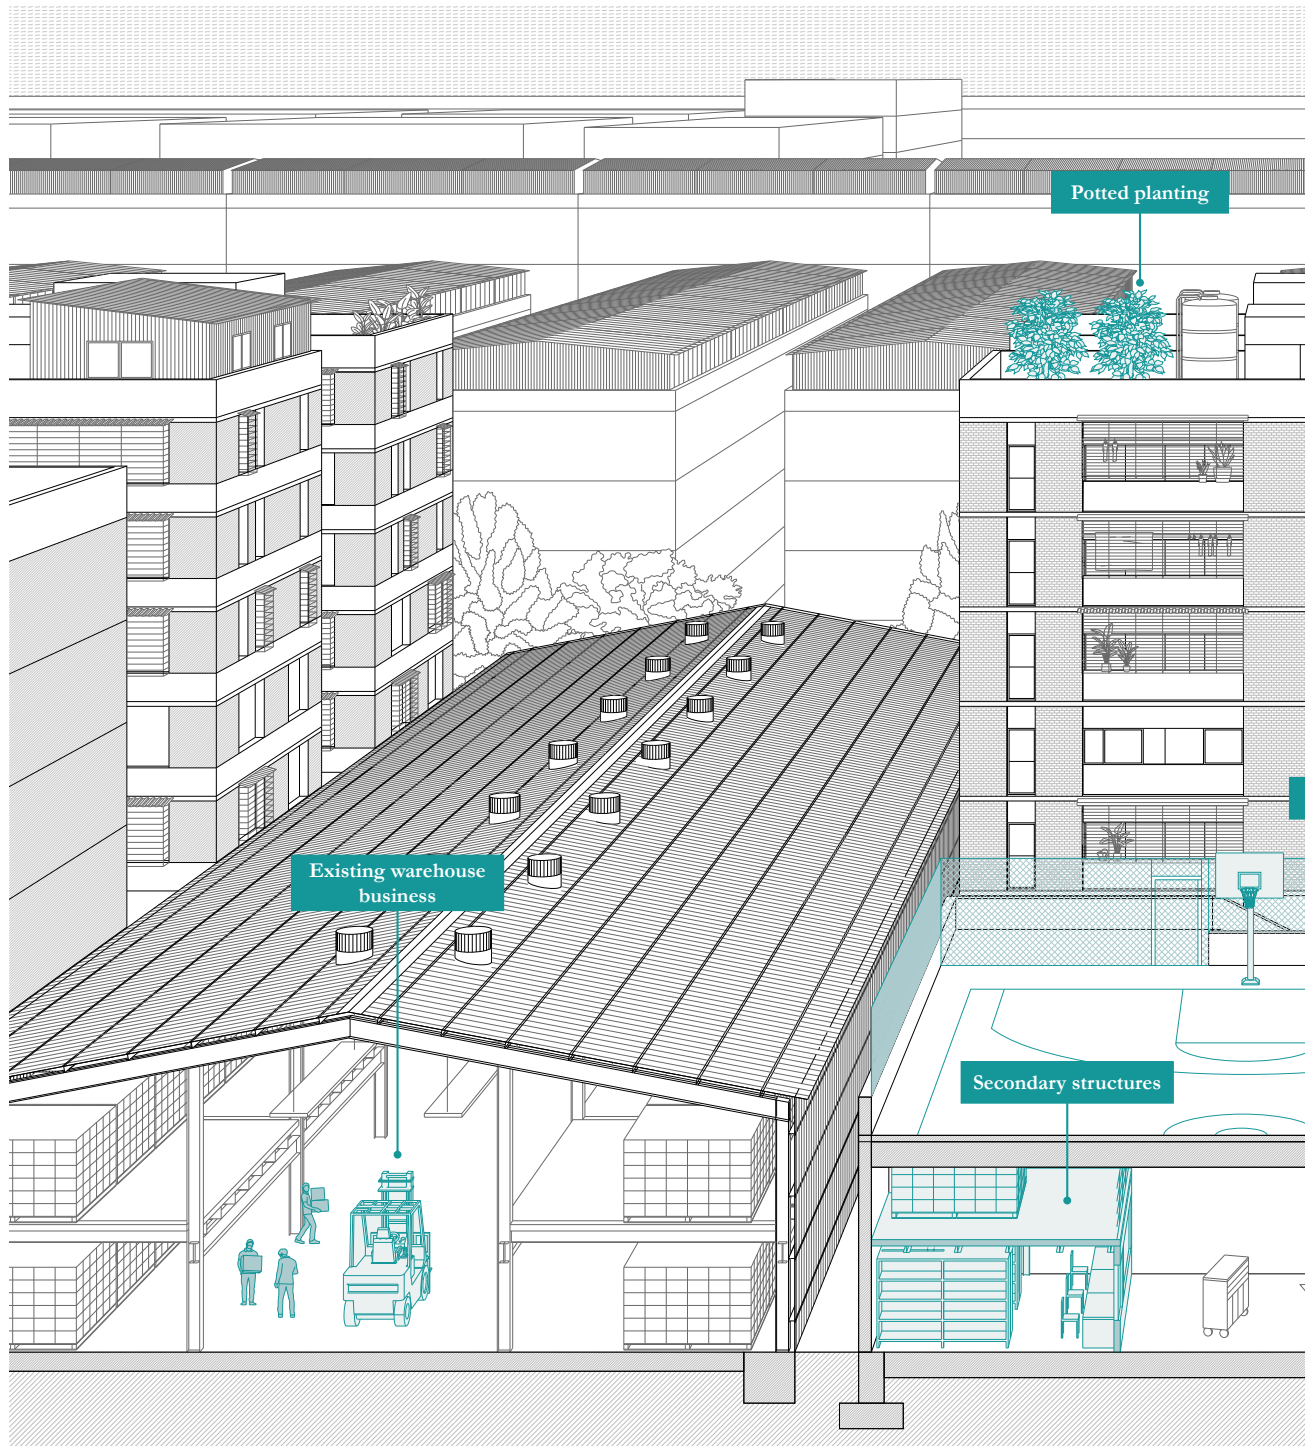 Potted planting
Existing warehouse
business
Secondary structures